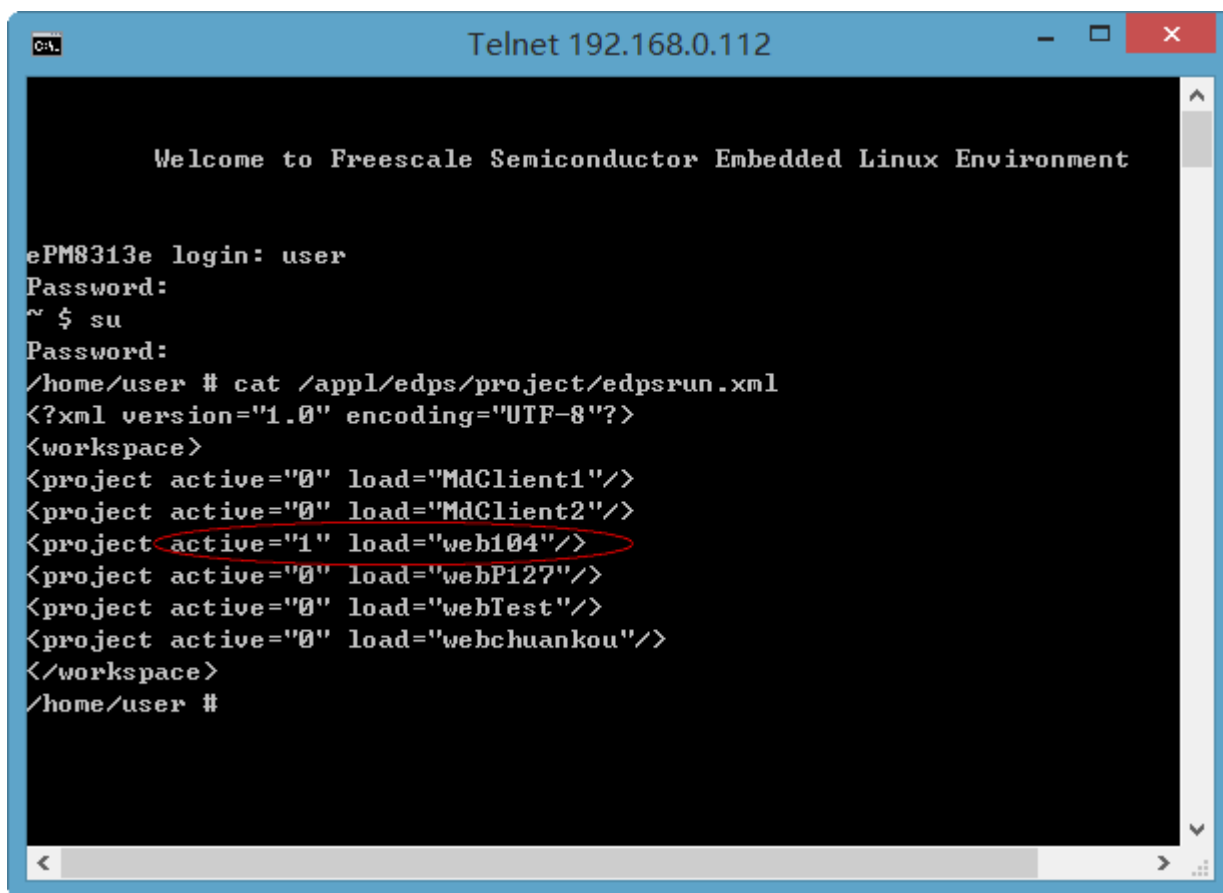 Telnet 192.168.0.112
Welcome to Freescale Semiconductor Embedded Linux Environment
ePM8313e login: user
Password:
~ $ su
Password:
/home/user # cat /appl/edps/project/edpsrun.xml
<?xml version="1.0" encoding="UTF-8"?>
<workspace>
<project active="0" load="MdClient1"/>
<project active="0" load="MdClient2"/>
<project active="1" load="web104"/>
<project active="0" load="webP127"/>
<project active="0" load="webTest"/>
<project active="0" load="webchuankou"/>
</workspace>
/home/user #